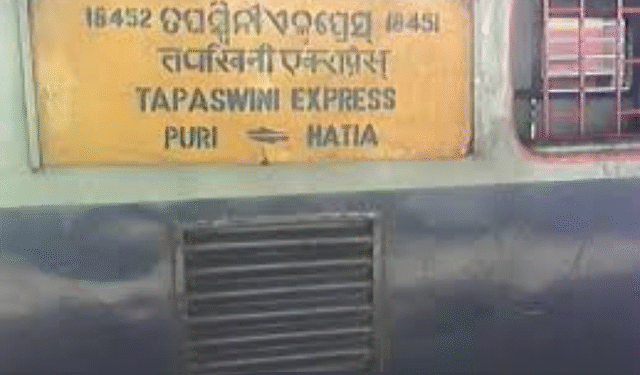 18452 ତପସ୍ୱିନୀ ଏକ୍ସପ୍ରେସ୍ 18451
तपस्विनी एक्सप्रेस्
TAPASWINI EXPRESS
PURI ⇌ HATIA